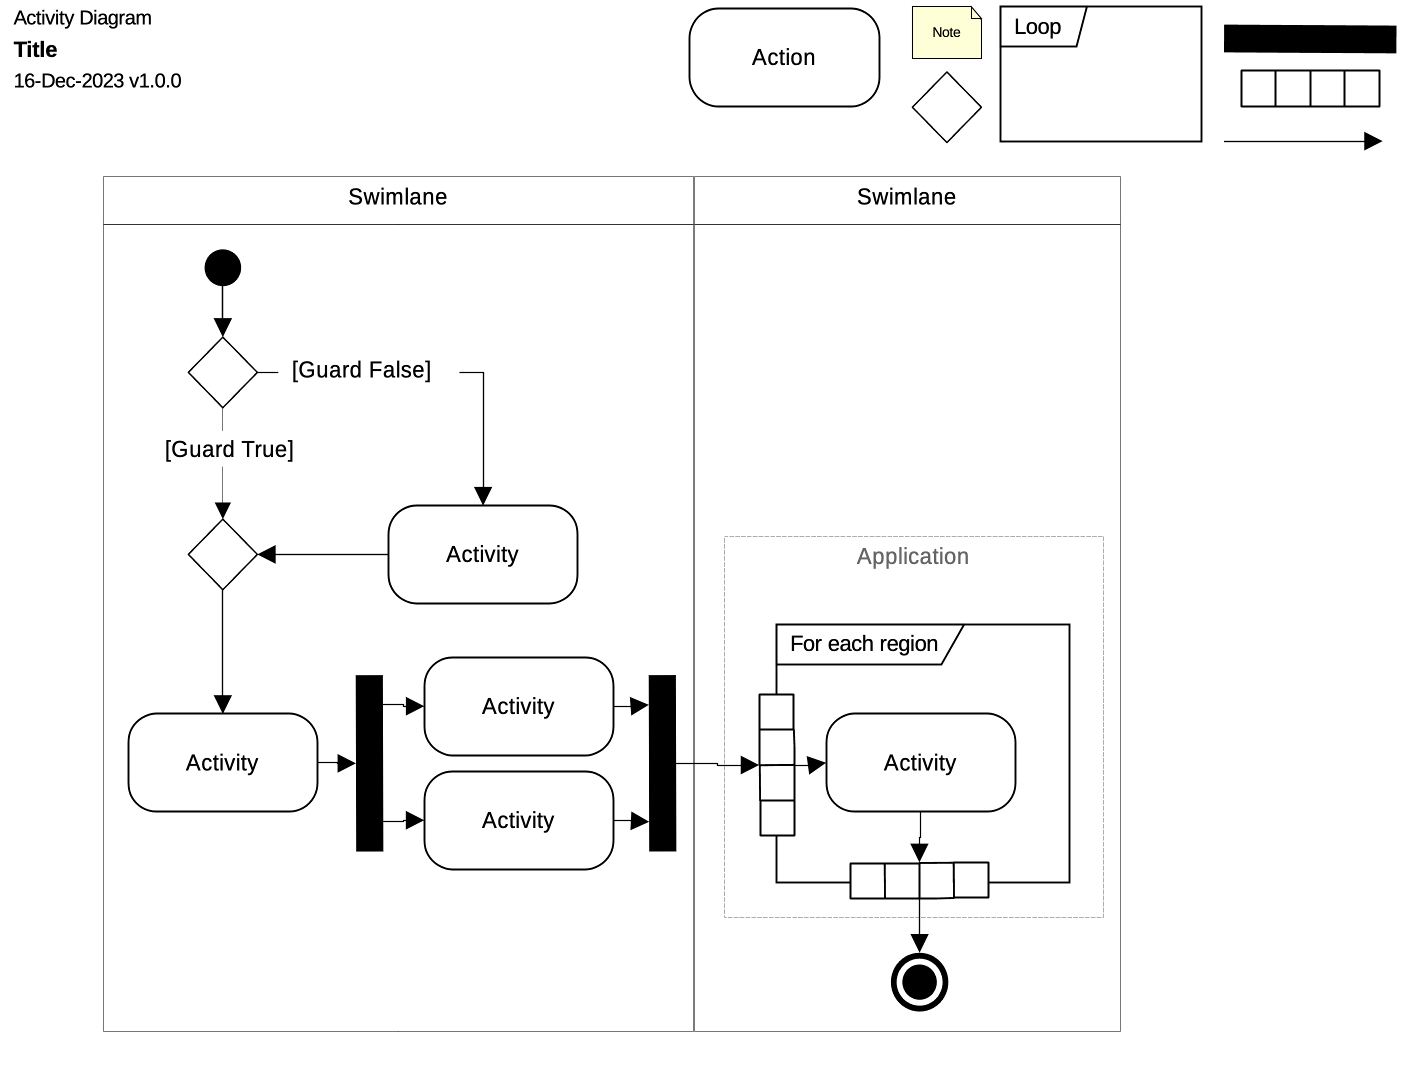 Activity Diagram
Title
16-Dec-2023 v1.0.0
Action
Note
Loop
Swimlane
Swimlane
[Guard False]
[Guard True]
Activity
Application
For each region
Activity
Activity
Activity
Activity